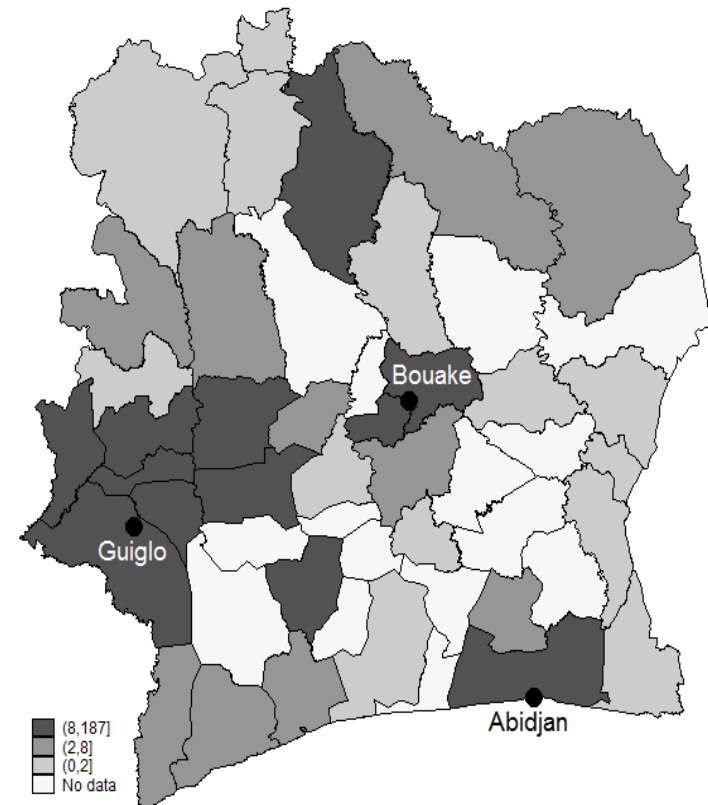 Bouake
Guiglo
Abidjan
(8,187]
(2,8]
(0,2]
No data